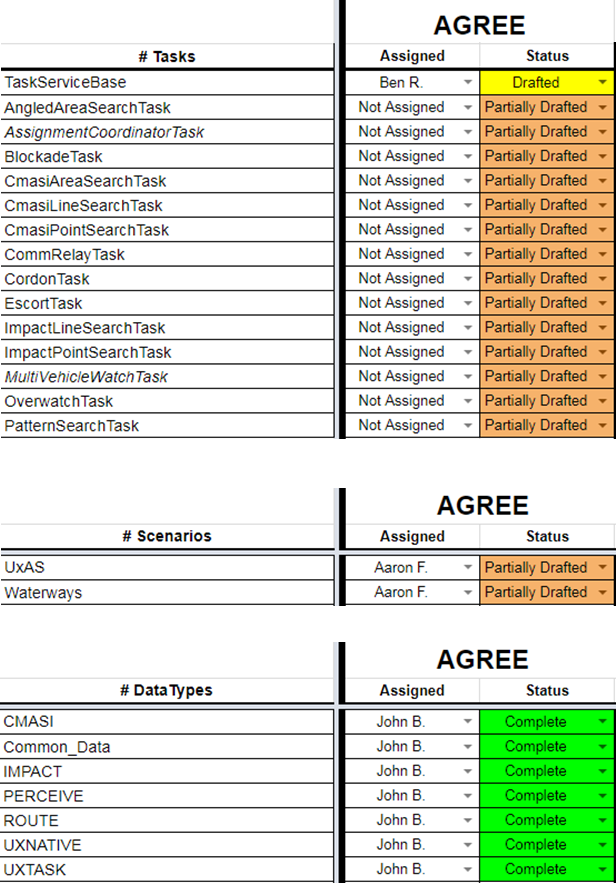 AGREE
# Tasks Assigned Status
TaskServiceBase Ben R. Drafted
AngledAreaSearchTask Not Assigned Partially Drafted
AssignmentCoordinatorTask Not Assigned Partially Drafted
BlockadeTask Not Assigned Partially Drafted
CmasiAreaSearchTask Not Assigned Partially Drafted
CmasiLineSearchTask Not Assigned Partially Drafted
CmasiPointSearchTask Not Assigned Partially Drafted
CommRelayTask Not Assigned Partially Drafted
CordonTask Not Assigned Partially Drafted
EscortTask Not Assigned Partially Drafted
ImpactLineSearchTask Not Assigned Partially Drafted
ImpactPointSearchTask Not Assigned Partially Drafted
MultiVehicleWatchTask Not Assigned Partially Drafted
OverwatchTask Not Assigned Partially Drafted
PatternSearchTask Not Assigned Partially Drafted
AGREE
# Scenarios Assigned Status
UxAS Aaron F. Partially Drafted
Waterways Aaron F. Partially Drafted
AGREE
# DataTypes Assigned Status
CMASI John B. Complete
Common_Data John B. Complete
IMPACT John B. Complete
PERCEIVE John B. Complete
ROUTE John B. Complete
UXNATIVE John B. Complete
UXTASK John B. Complete